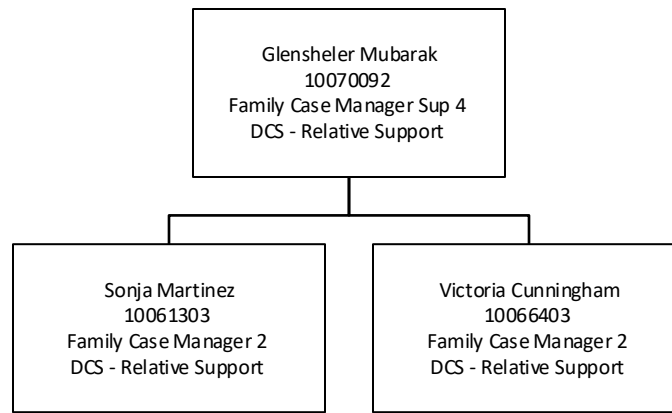 Glensheler Mubarak
10070092
Family Case Manager Sup 4
DCS - Relative Support
Sonja Martinez
10061303
Family Case Manager 2
DCS - Relative Support
Victoria Cunningham
10066403
Family Case Manager 2
DCS - Relative Support